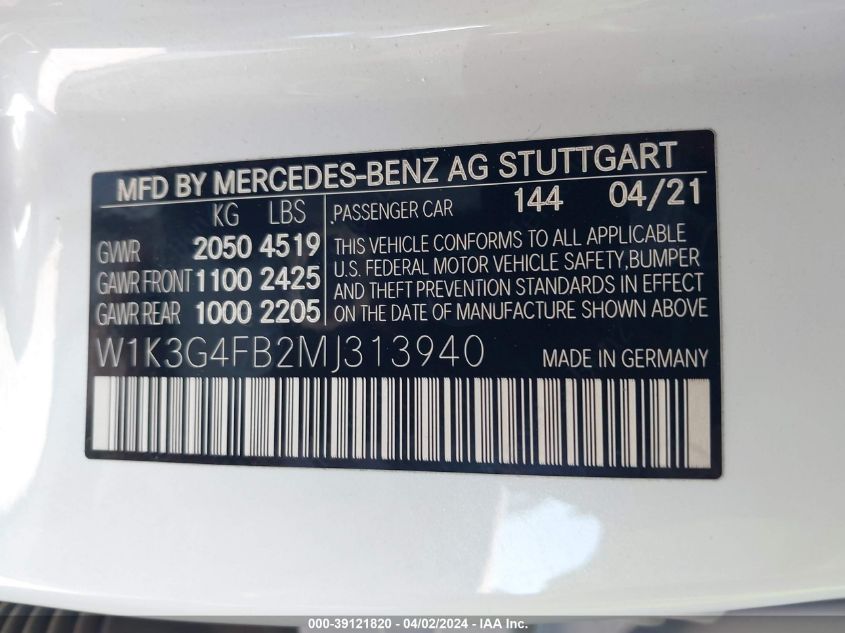 MFD BY MERCEDES-BENZ AG STUTTGART
KG LBS
GVWR 2050 4519
GAWR FRONT 1100 2425
GAWR REAR 1000 2205
PASSENGER CAR 144 04/21
THIS VEHICLE CONFORMS TO ALL APPLICABLE
U.S. FEDERAL MOTOR VEHICLE SAFETY,BUMPER
AND THEFT PREVENTION STANDARDS IN EFFECT
ON THE DATE OF MANUFACTURE SHOWN ABOVE
W1K3G4FB2MJ313940 MADE IN GERMANY
000-39121820 - 04/02/2024 - IAA Inc.